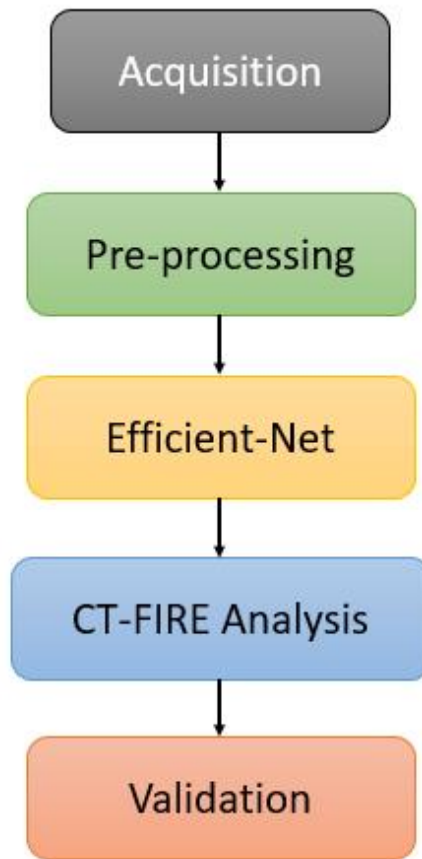 Acquisition
Pre-processing
Efficient-Net
CT-FIRE Analysis
Validation